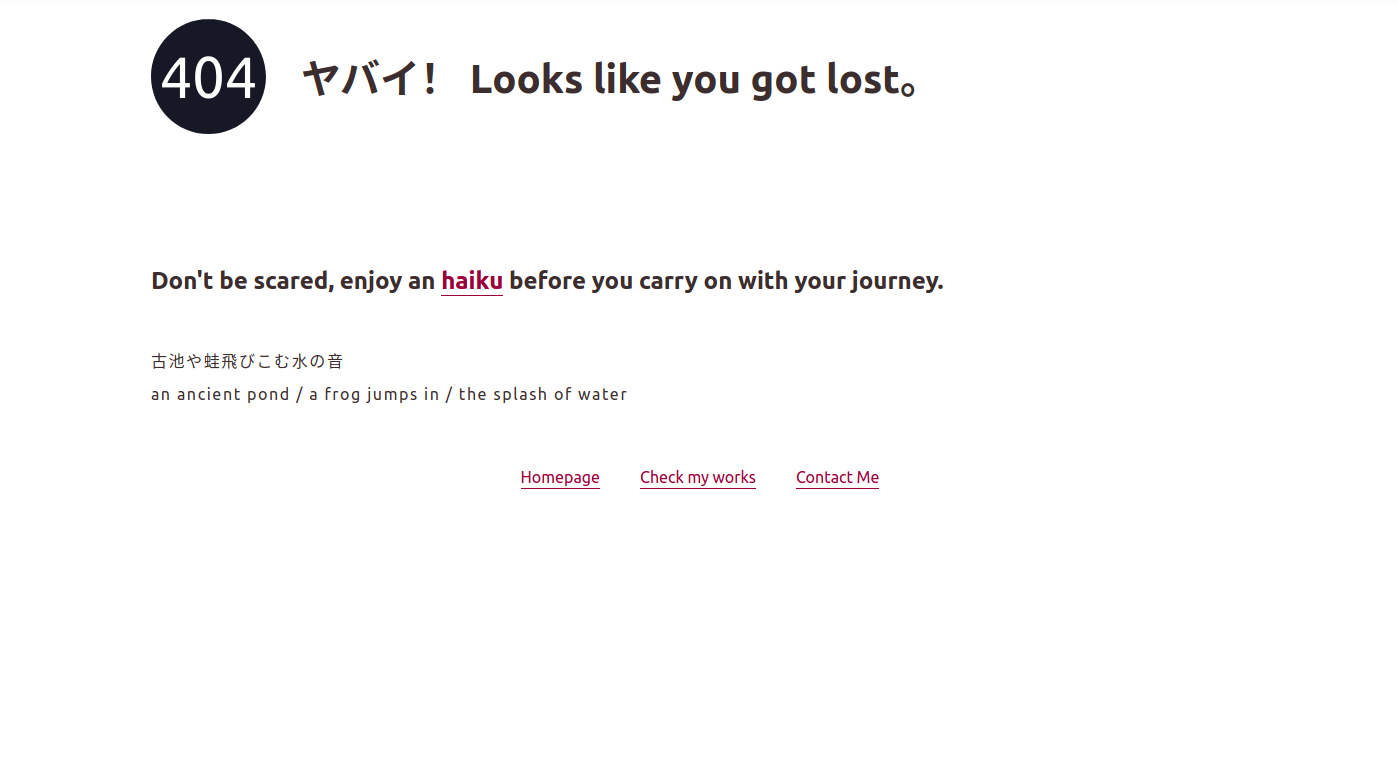 404
ヤバイ！ Looks like you got lost。
Don't be scared, enjoy an haiku before you carry on with your journey.
古池や蛙飛びこむ水の音
an ancient pond / a frog jumps in / the splash of water
Homepage Check my works Contact Me